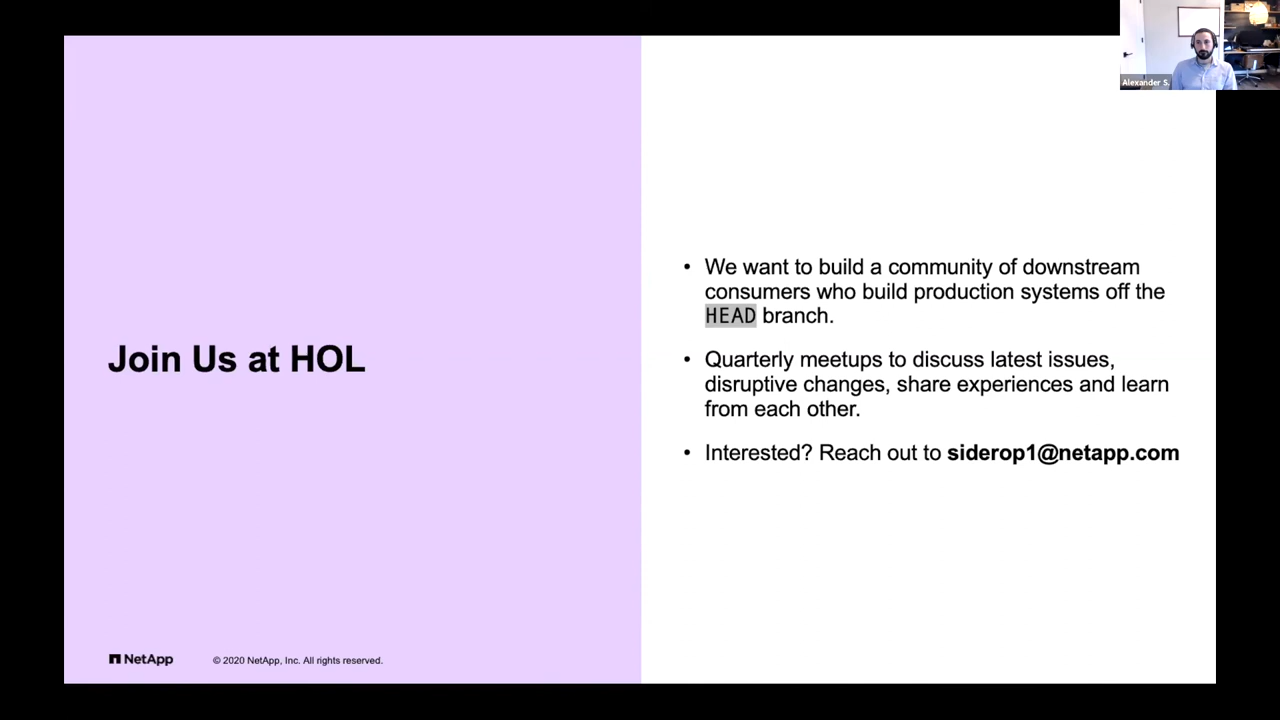 Alexander S.
Join Us at HOL
• We want to build a community of downstream
consumers who build production systems off the
HEAD branch.
• Quarterly meetups to discuss latest issues,
disruptive changes, share experiences and learn
from each other.
• Interested? Reach out to siderop1@netapp.com
NetApp
© 2020 NetApp, Inc. All rights reserved.